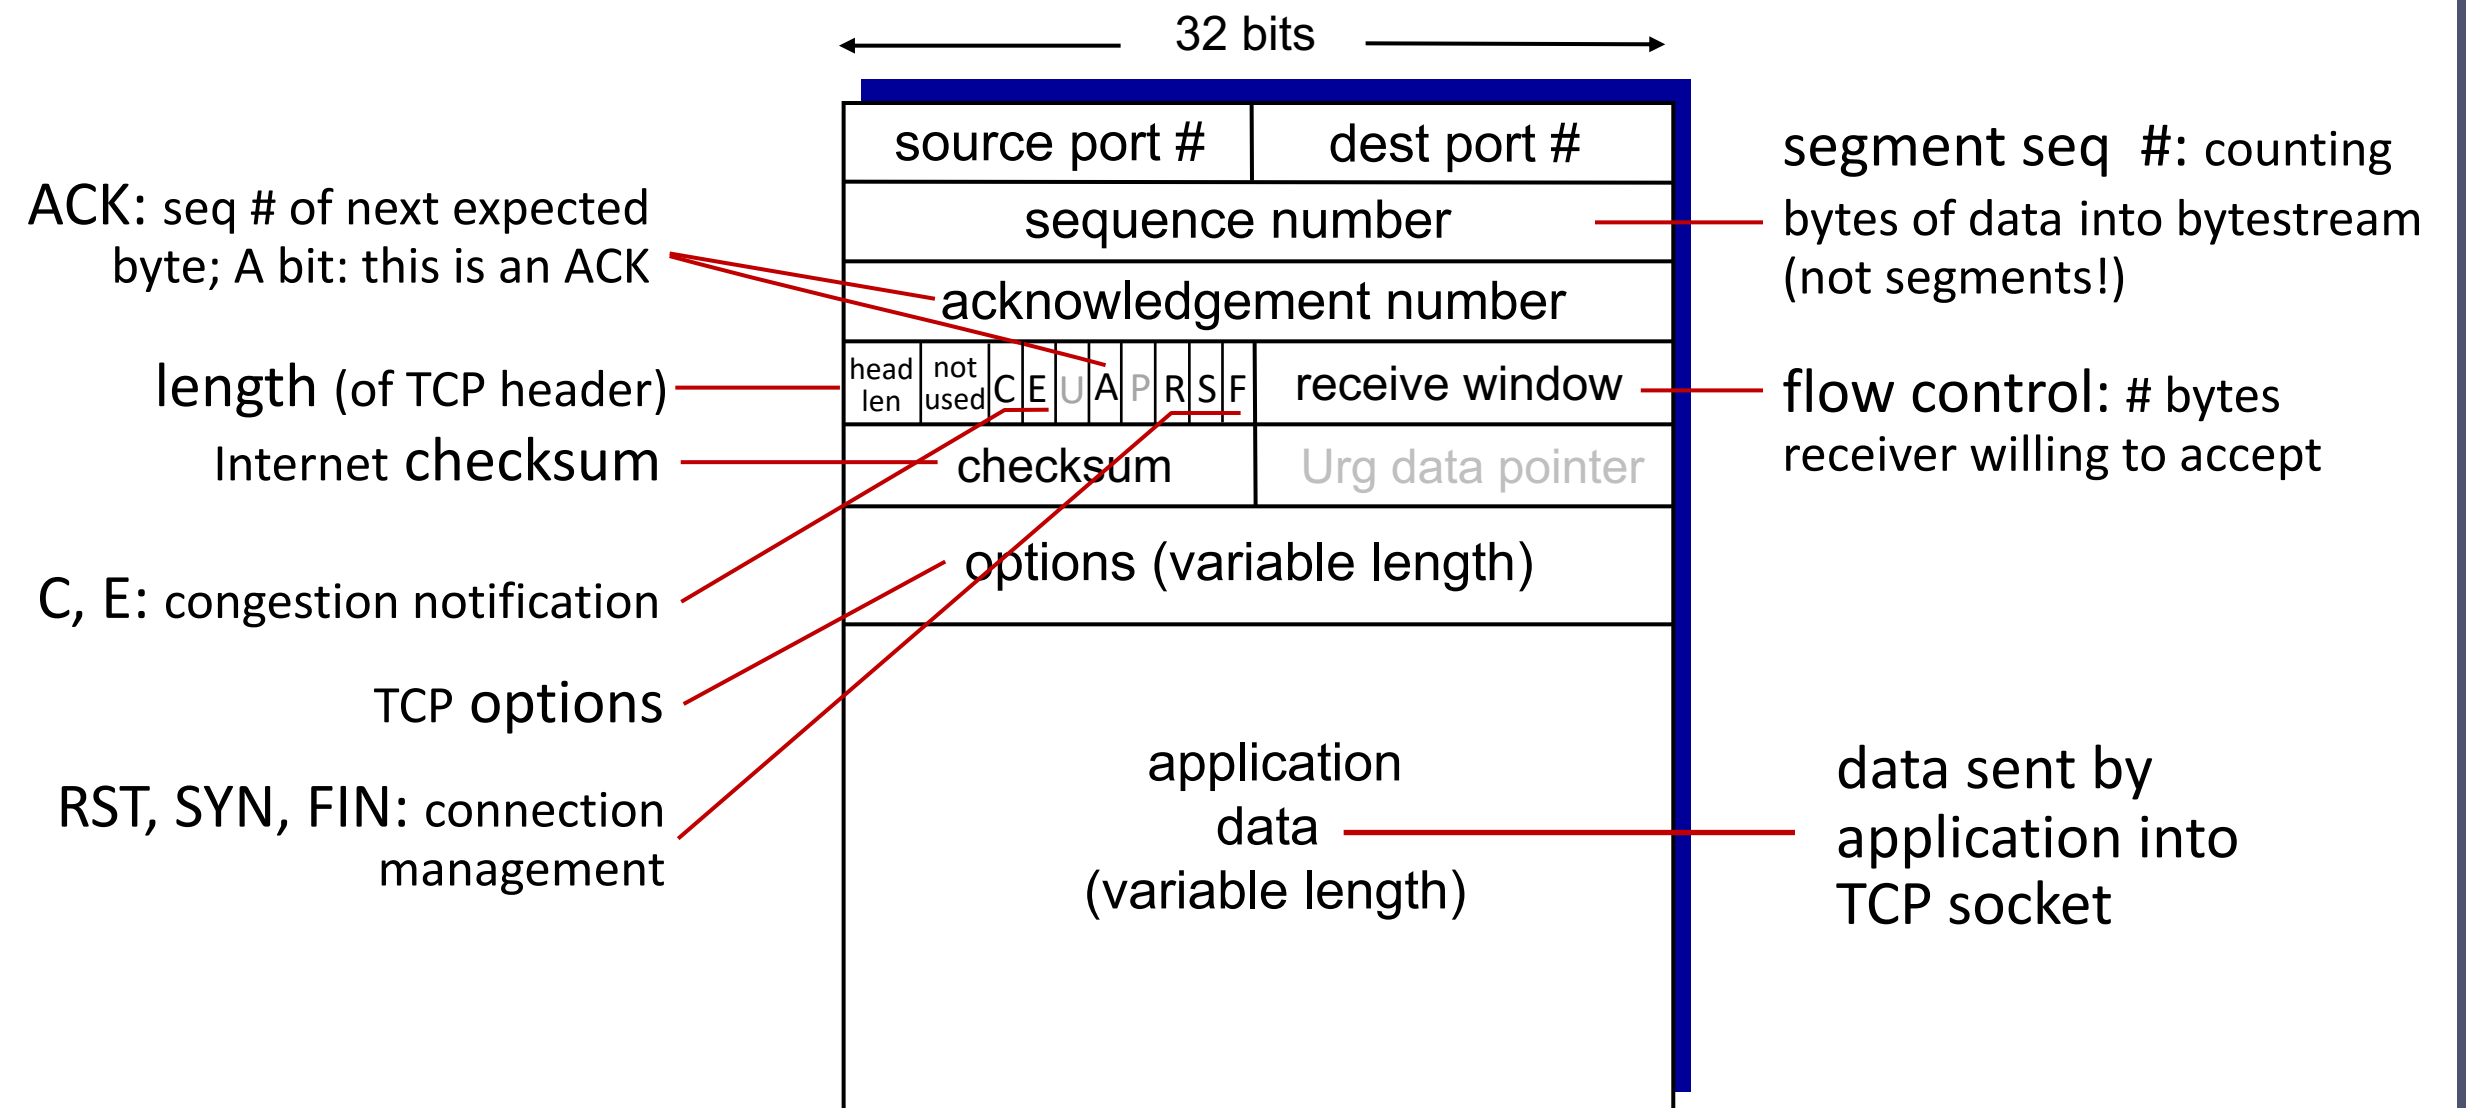 32 bits
source port #
dest port #
sequence number
acknowledgement number
head
len
not
used
C
E
U
A
P
R
S
F
receive window
checksum
Urg data pointer
options (variable length)
application
data
(variable length)
ACK: seq # of next expected
byte; A bit: this is an ACK
length (of TCP header)
Internet checksum
C, E: congestion notification
TCP options
RST, SYN, FIN: connection
management
segment seq #: counting
bytes of data into bytestream
(not segments!)
flow control: # bytes
receiver willing to accept
data sent by
application into
TCP socket